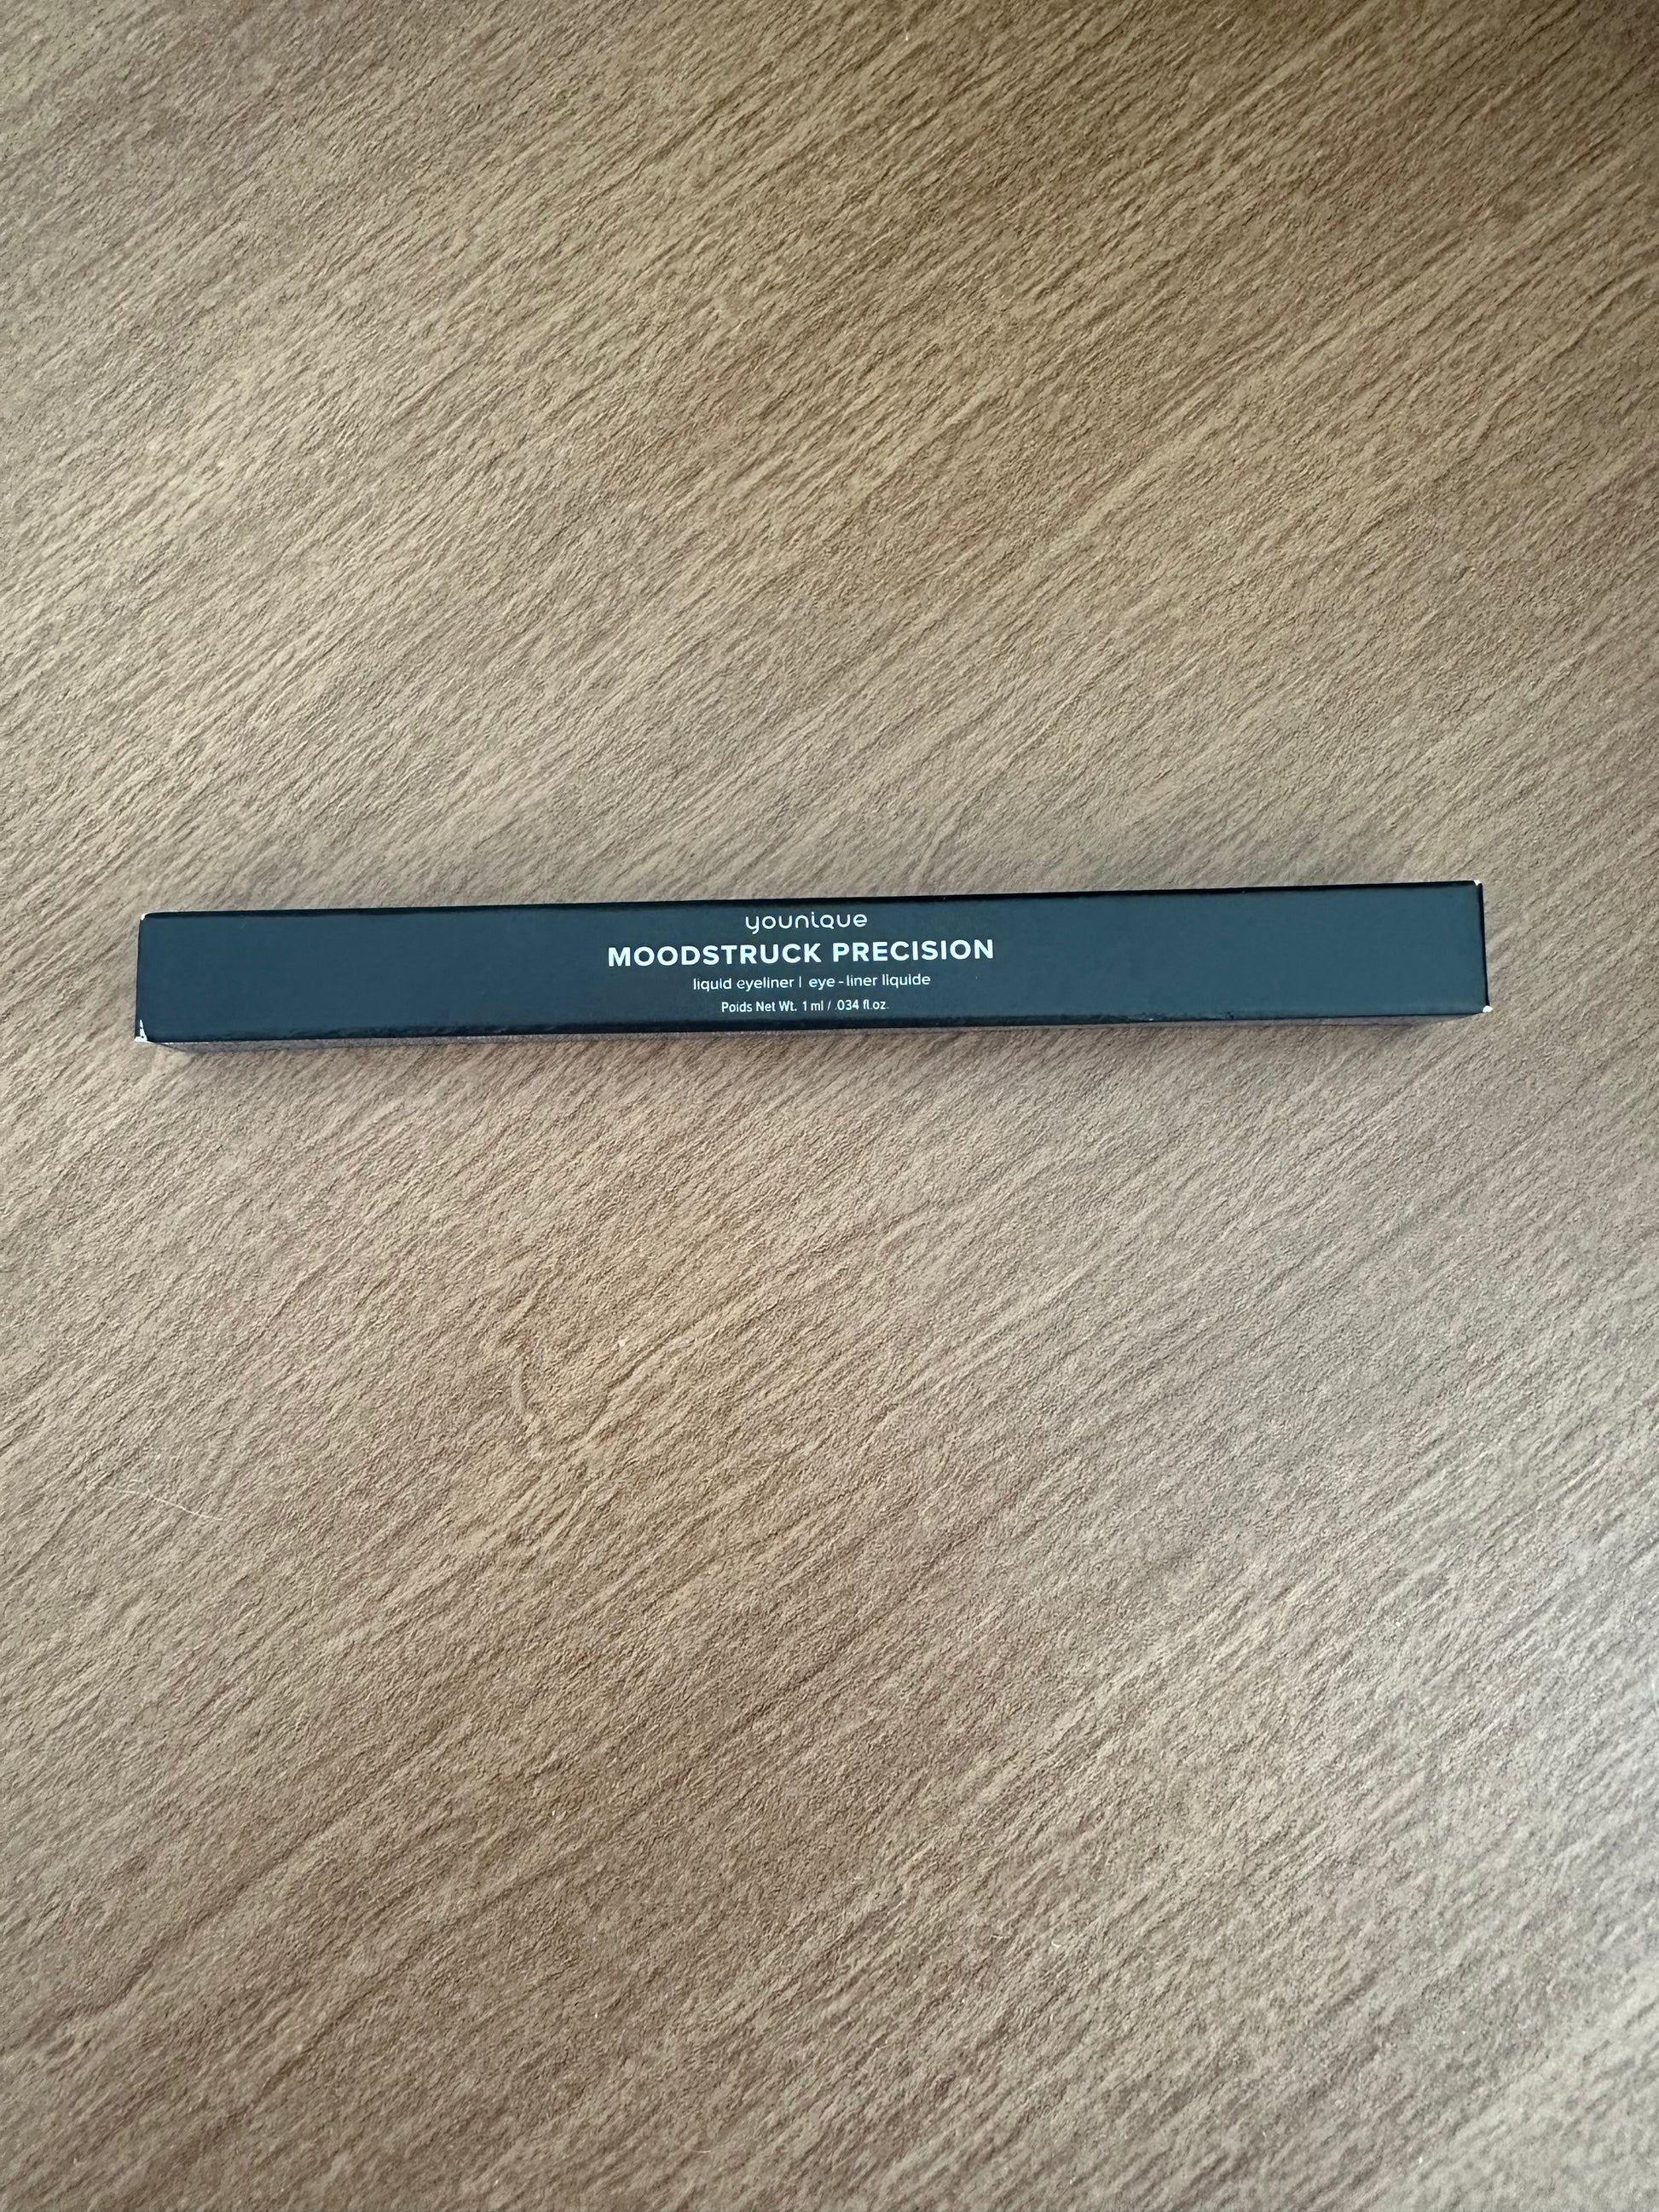 younique
MOODSTRUCK PRECISION
liquid eyeliner | eye-liner liquide
Poids Net Wt. 1 ml / .034 fl.oz.